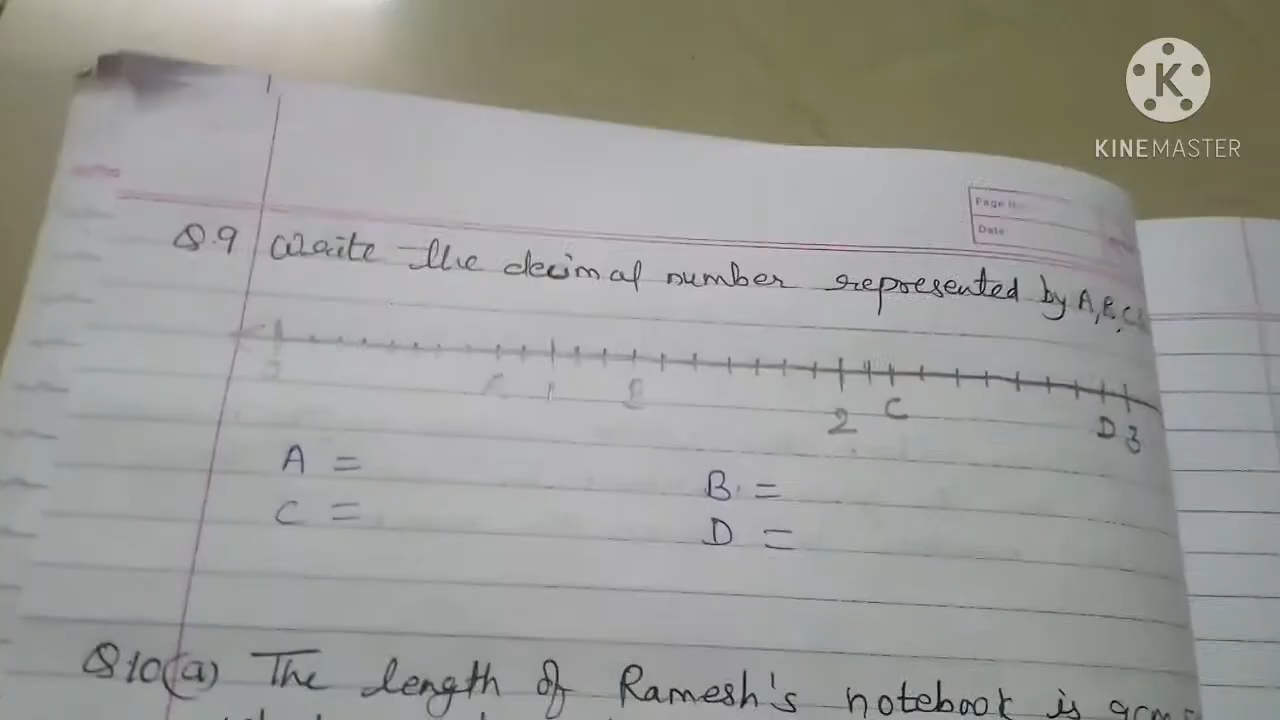 KINEMASTER
Page No.
Date
Q.9 Write the decimal number represented by A, B, C &
A 1 B 2 C D 3
A = B. =
C = D =
Q10(a) The length of Ramesh's notebook is 9cm